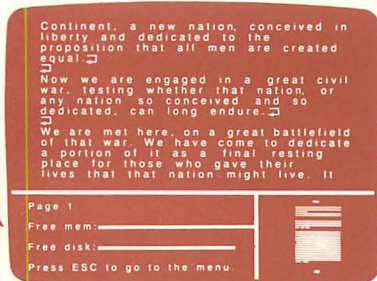 Continent, a new nation, conceived in
liberty and dedicated to the
proposition that all men are created
equal.
Now we are engaged in a great civil
war, testing whether that nation, or
any nation so conceived and so
dedicated, can long endure.
We are met here, on a great battlefield
of that war. We have come to dedicate
a portion of it as a final resting
place for those who gave their
lives that that nation might live. It
Page 1
Free mem:
Free disk:
Press ESC to go to the menu.